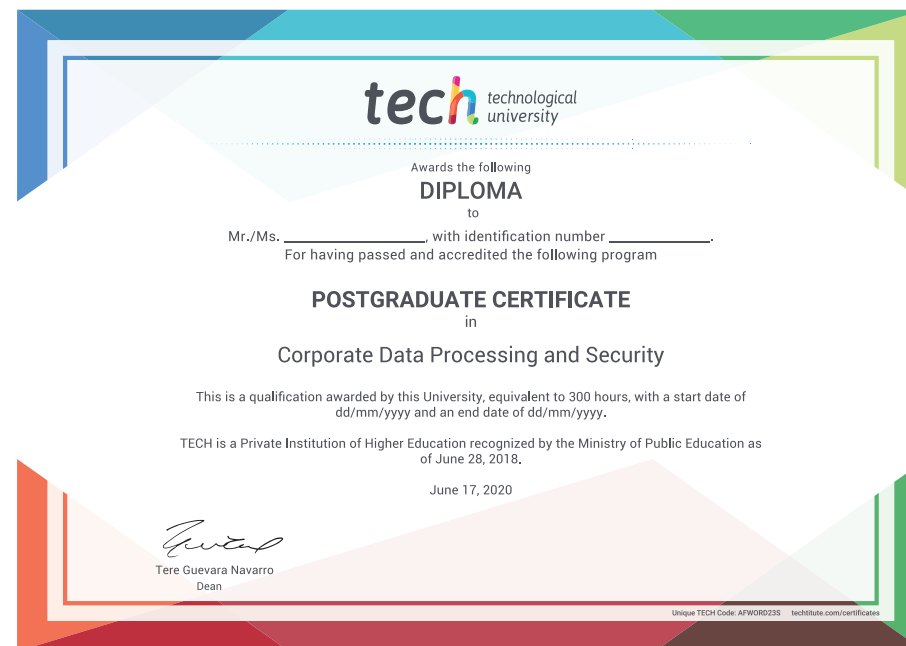 tech technological
university
Awards the following
DIPLOMA
to
Mr./Ms. ____________________, with identification number ______________.
For having passed and accredited the following program
POSTGRADUATE CERTIFICATE
in
Corporate Data Processing and Security
This is a qualification awarded by this University, equivalent to 300 hours, with a start date of
dd/mm/yyyy and an end date of dd/mm/yyyy.
TECH is a Private Institution of Higher Education recognized by the Ministry of Public Education as
of June 28, 2018.
June 17, 2020
Tere Guevara Navarro
Dean
Unique TECH Code: AFWORD23S techtitute.com/certificates